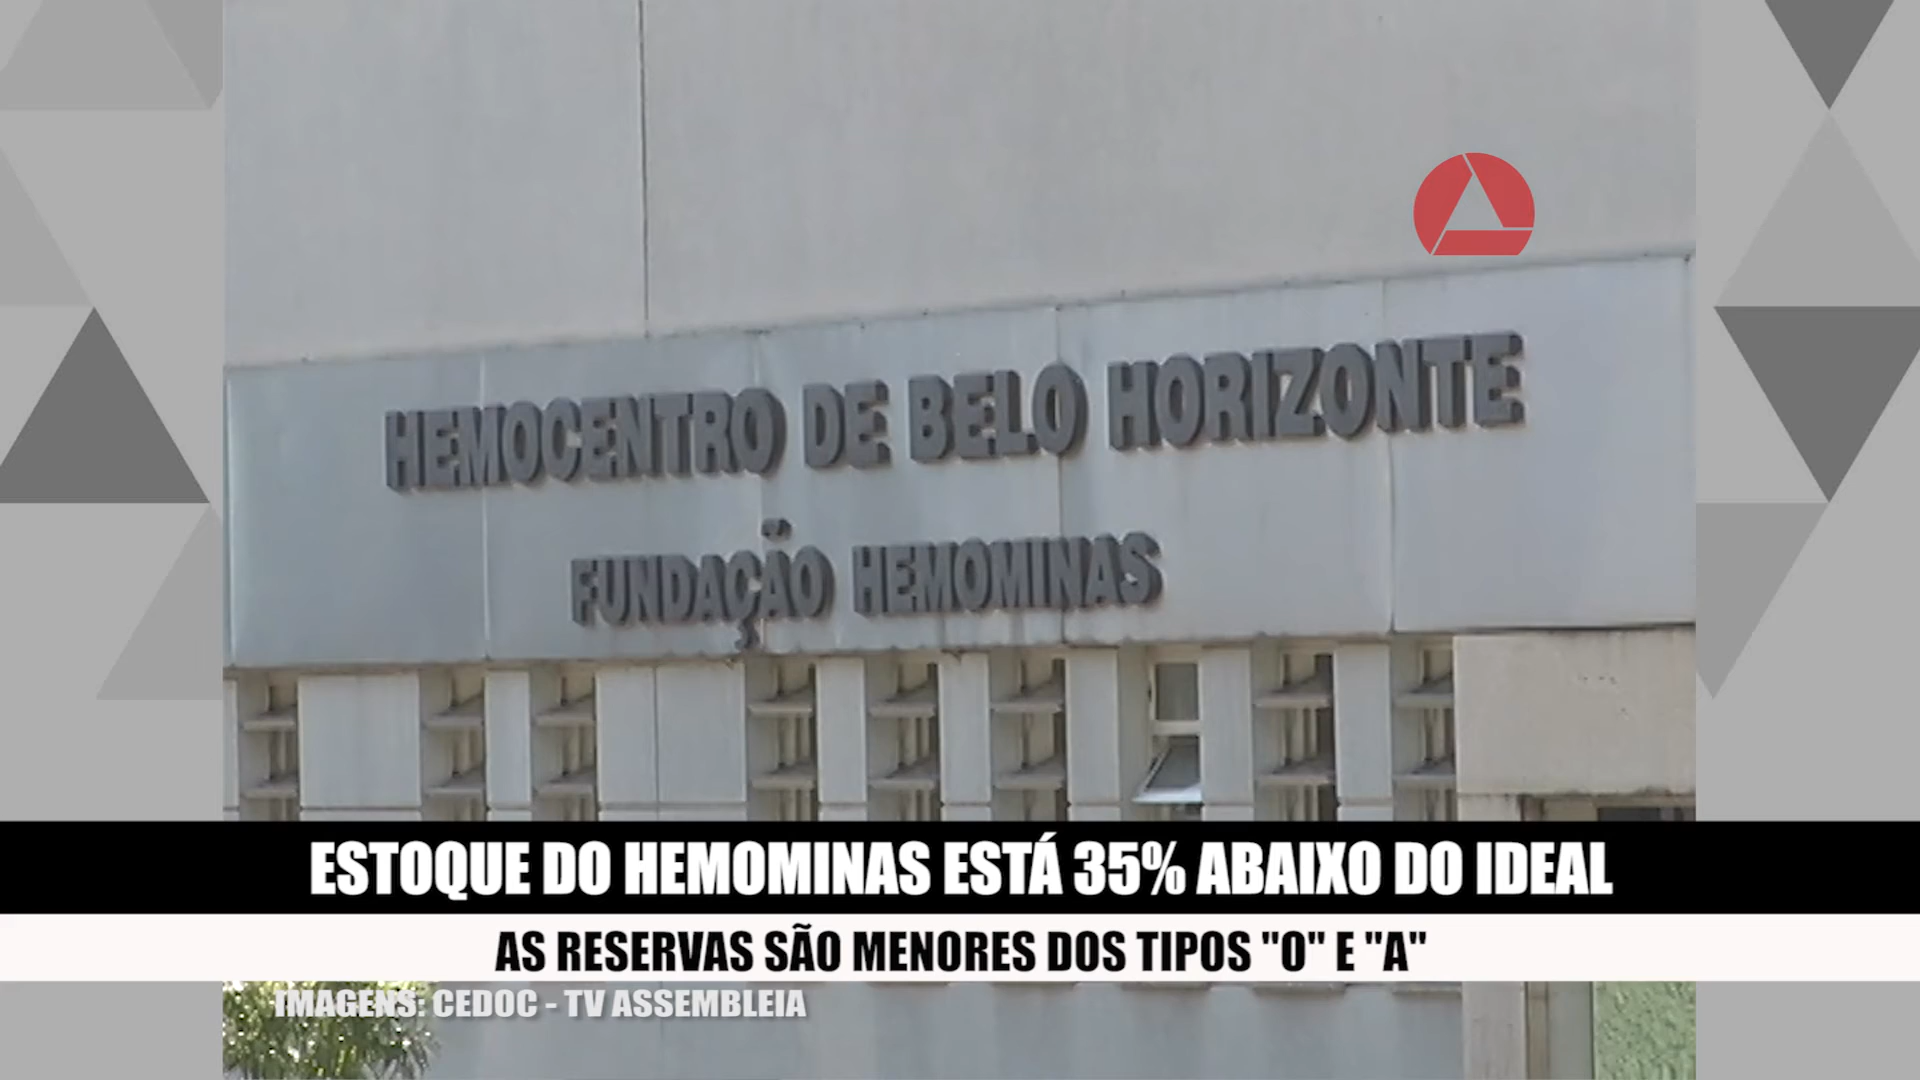 HEMOCENTRO DE BELO HORIZONTE
FUNDAÇÃO HEMOMINAS
ESTOQUE DO HEMOMINAS ESTÁ 35% ABAIXO DO IDEAL
AS RESERVAS SÃO MENORES DOS TIPOS "O" E "A"
IMAGENS: CEDOC - TV ASSEMBLEIA